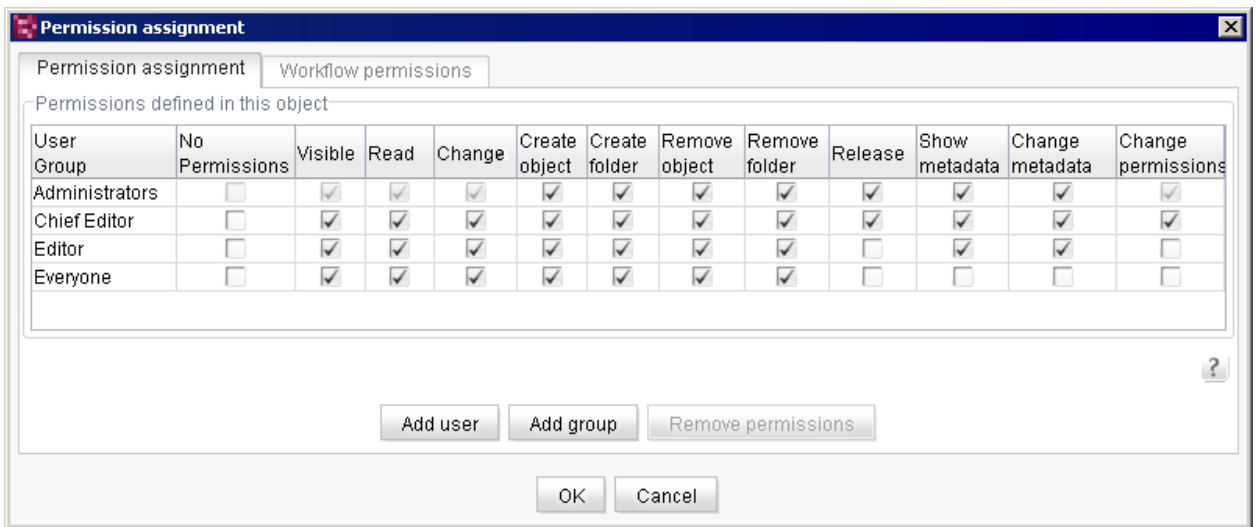 Permission assignment
Permission assignment Workflow permissions
Permissions defined in this object
User Group No Permissions Visible Read Change Create object Create folder Remove object Remove folder Release Show metadata Change metadata Change permissions
Administrators
Chief Editor
Editor
Everyone
?
Add user Add group Remove permissions
OK Cancel